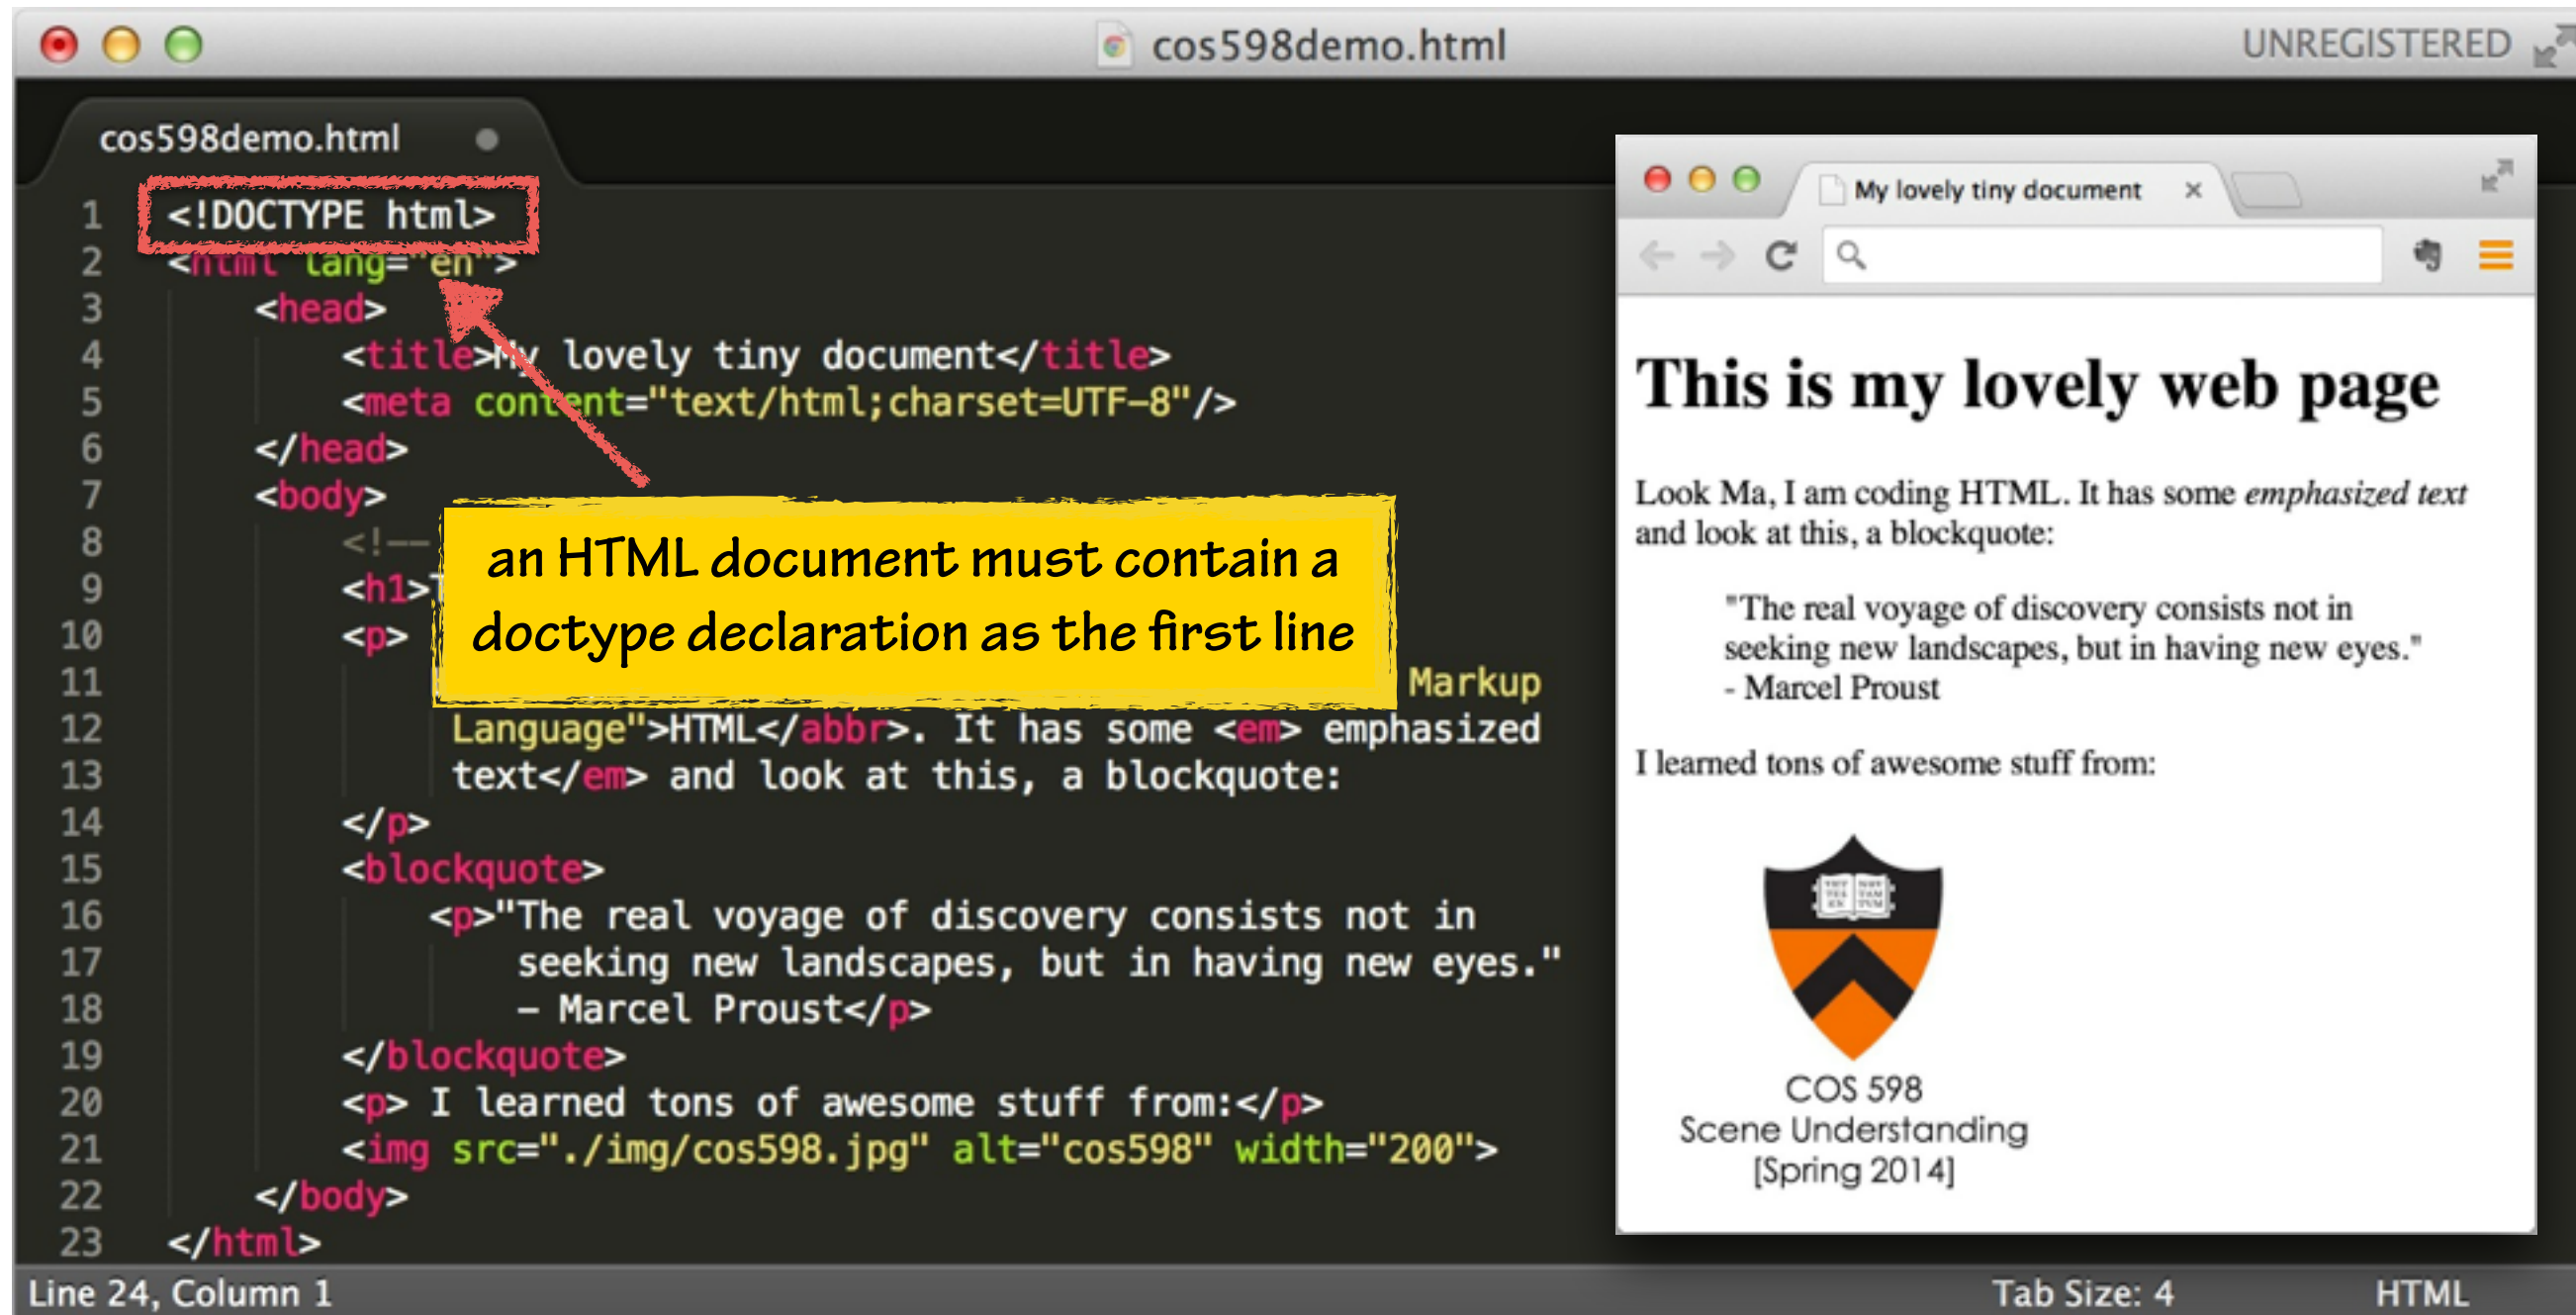 cos598demo.html
UNREGISTERED
cos598demo.html
1 <!DOCTYPE html>
2 <html lang="en">
3 <head>
4 <title>My lovely tiny document</title>
5 <meta content="text/html;charset=UTF-8"/>
6 </head>
7 <body>
8 <!--
9 <h1>
10 <p>
11 Markup
12 Language">HTML</abbr>. It has some <em> emphasized
13 text</em> and look at this, a blockquote:
14 </p>
15 <blockquote>
16 <p>"The real voyage of discovery consists not in
17 seeking new landscapes, but in having new eyes."
18 – Marcel Proust</p>
19 </blockquote>
20 <p> I learned tons of awesome stuff from:</p>
21 <img src="./img/cos598.jpg" alt="cos598" width="200">
22 </body>
23 </html>
an HTML document must contain a
doctype declaration as the first line
My lovely tiny document
This is my lovely web page
Look Ma, I am coding HTML. It has some emphasized text
and look at this, a blockquote:
"The real voyage of discovery consists not in
seeking new landscapes, but in having new eyes."
- Marcel Proust
I learned tons of awesome stuff from:
COS 598
Scene Understanding
[Spring 2014]
Line 24, Column 1
Tab Size: 4
HTML